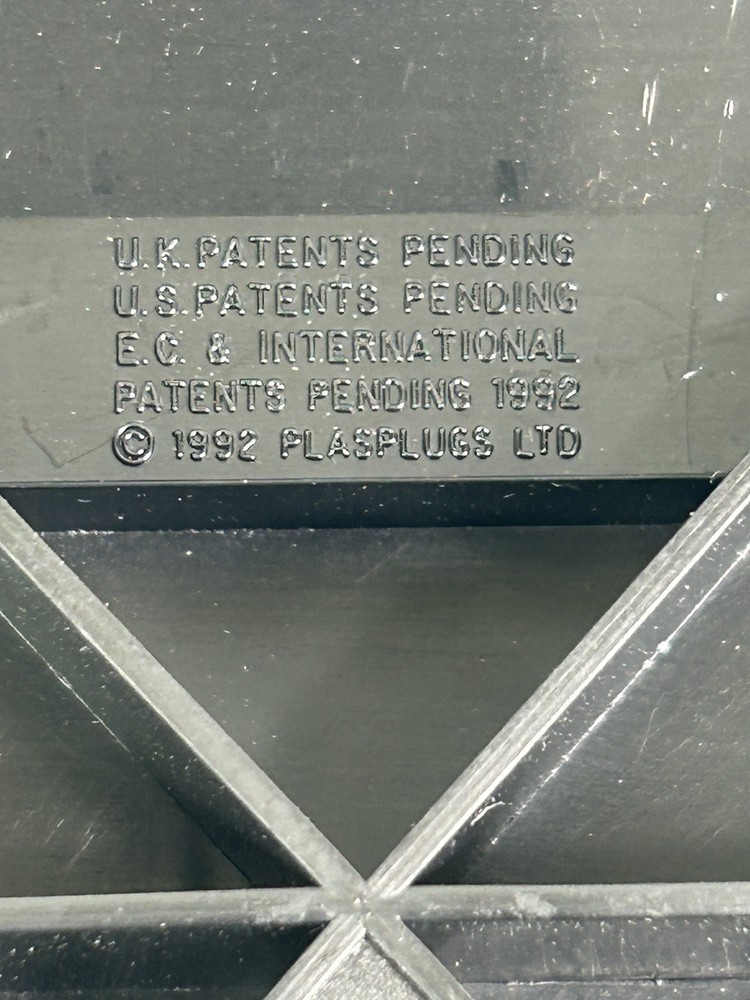 U.K. PATENTS PENDING
U.S. PATENTS PENDING
E.C. & INTERNATIONAL
PATENTS PENDING 1992
© 1992 PLASPLUGS LTD